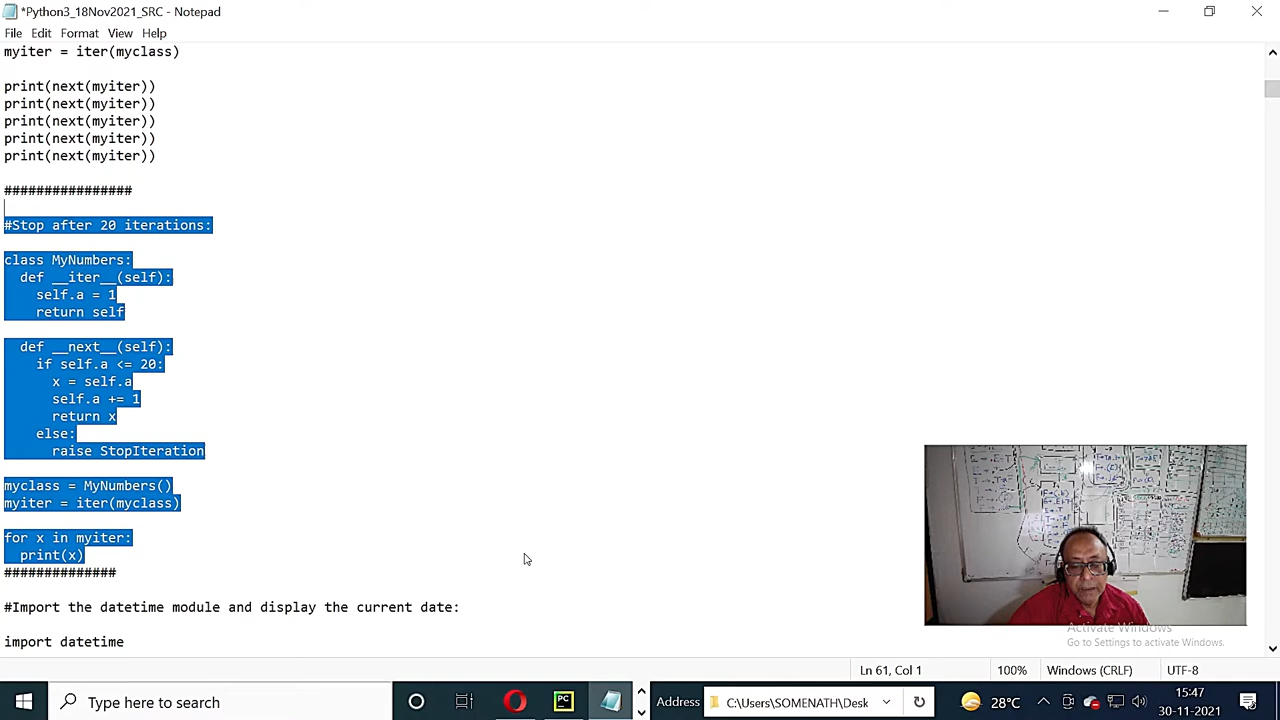 *Python3_18Nov2021_SRC - Notepad
File Edit Format View Help
myiter = iter(myclass)
print(next(myiter))
print(next(myiter))
print(next(myiter))
print(next(myiter))
print(next(myiter))
################
#Stop after 20 iterations:
class MyNumbers:
def __iter__(self):
self.a = 1
return self
def __next__(self):
if self.a <= 20:
x = self.a
self.a += 1
return x
else:
raise StopIteration
myclass = MyNumbers()
myiter = iter(myclass)
for x in myiter:
print(x)
##############
#Import the datetime module and display the current date:
import datetime
Activate Windows
Go to Settings to activate Windows.
Ln 61, Col 1 100% Windows (CRLF) UTF-8
Type here to search PC Address C:\Users\SOMENATH\Desk 28°C 15:47
30-11-2021